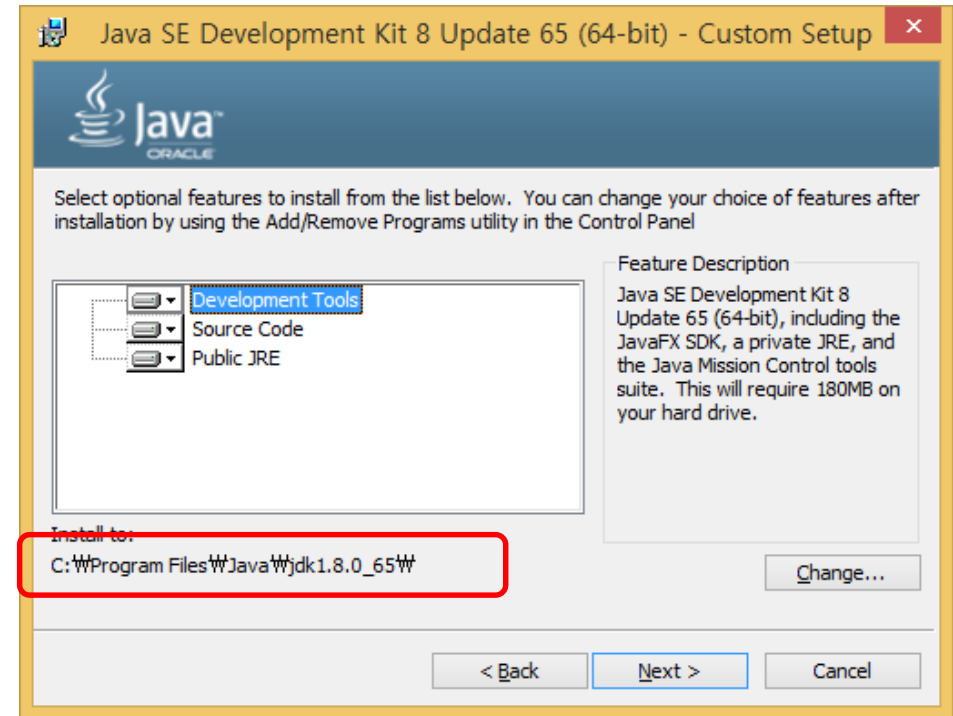 Java SE Development Kit 8 Update 65 (64-bit) - Custom Setup
Java™
ORACLE
Select optional features to install from the list below. You can change your choice of features after
installation by using the Add/Remove Programs utility in the Control Panel
Development Tools
Source Code
Public JRE
Feature Description
Java SE Development Kit 8
Update 65 (64-bit), including the
JavaFX SDK, a private JRE, and
the Java Mission Control tools
suite. This will require 180MB on
your hard drive.
Install to:
C:₩Program Files₩Java₩jdk1.8.0_65₩
Change...
< Back
Next >
Cancel